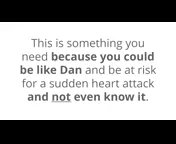 This is something you
need because you could
be like Dan and be at risk
for a sudden heart attack
and not even know it.